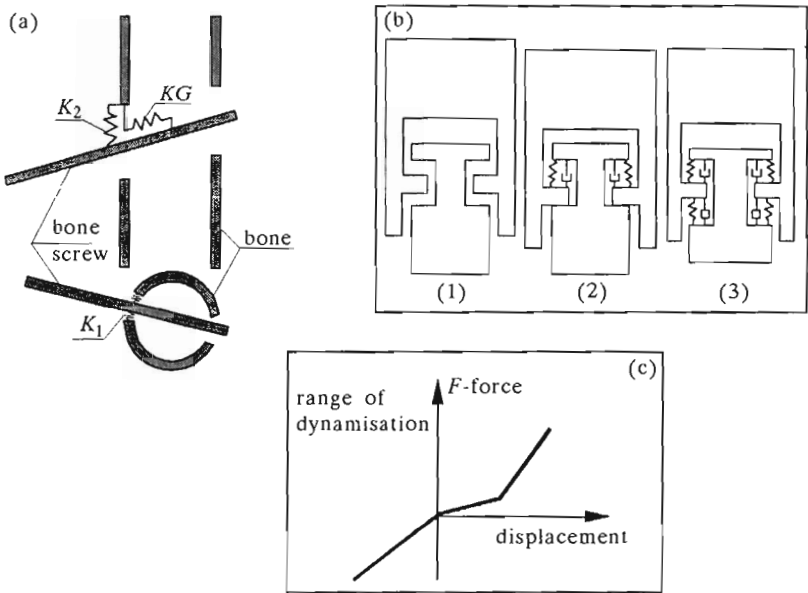 (a)
K2
KG
bone
screw
bone
K1
(b)
(1)
(2)
(3)
(c)
range of
dynamisation
F-force
displacement